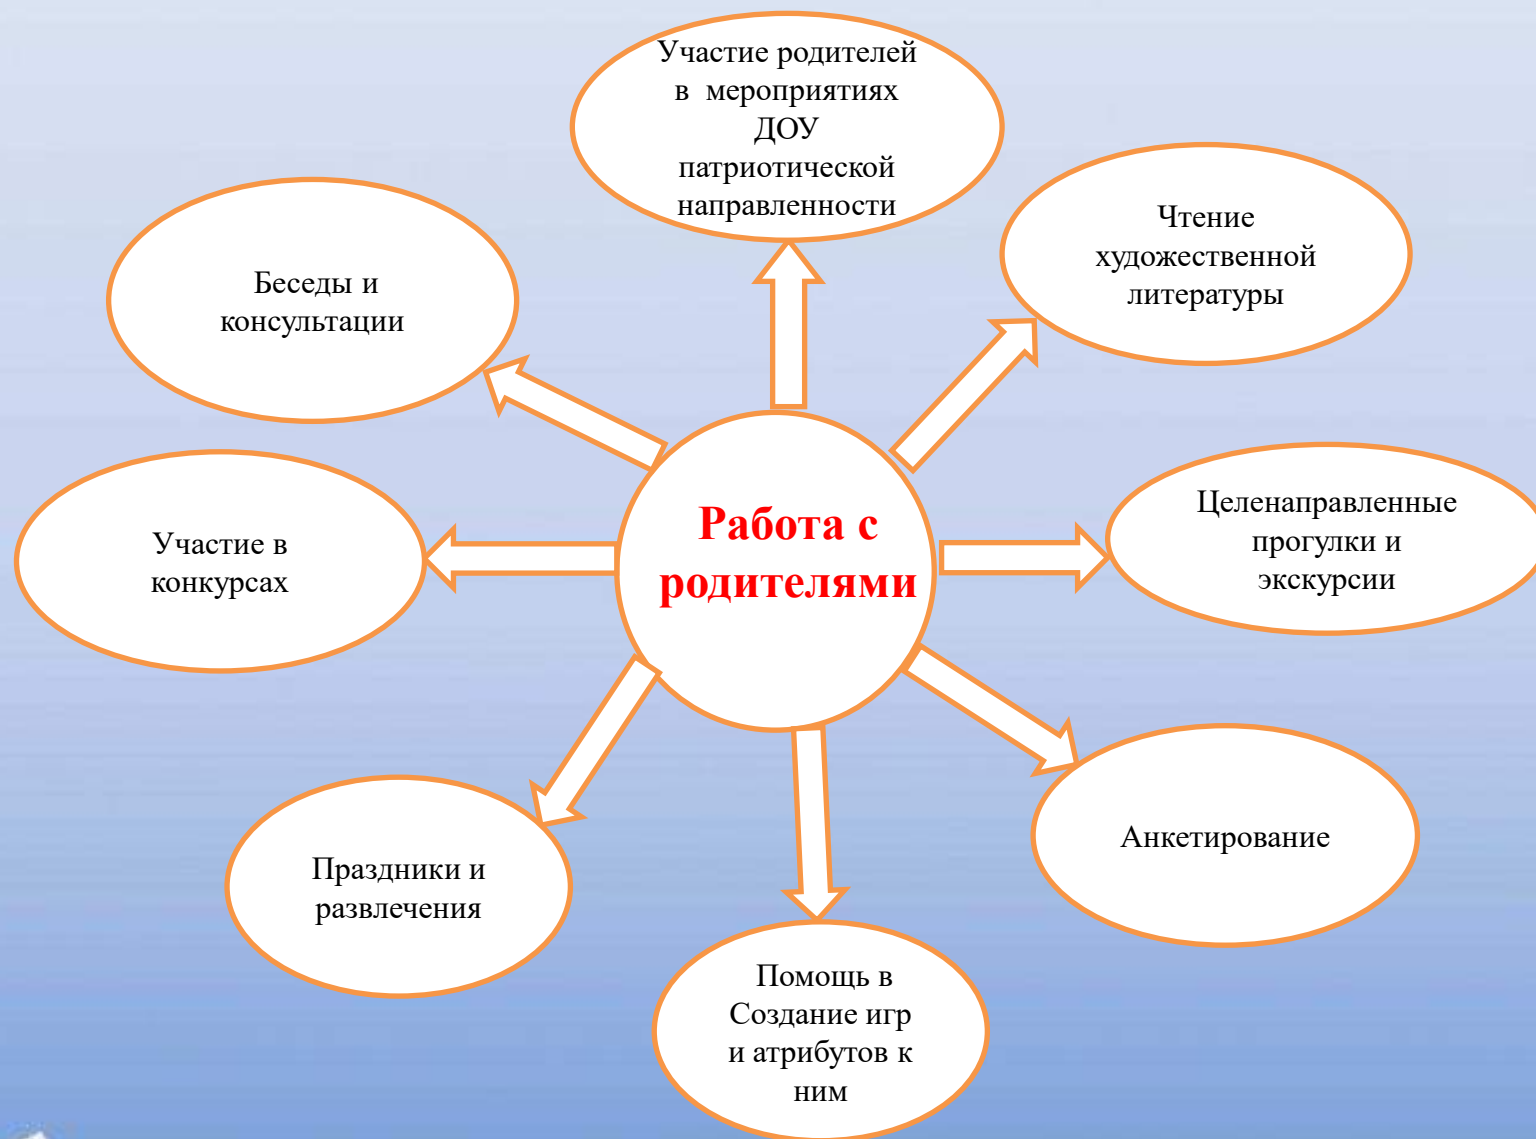 Участие родителей
в мероприятиях
ДОУ
патриотической
направленности
Чтение
художественной
литературы
Беседы и
консультации
Целенаправленные
прогулки и
экскурсии
Работа с
родителями
Участие в
конкурсах
Анкетирование
Праздники и
развлечения
Помощь в
Создание игр
и атрибутов к
ним